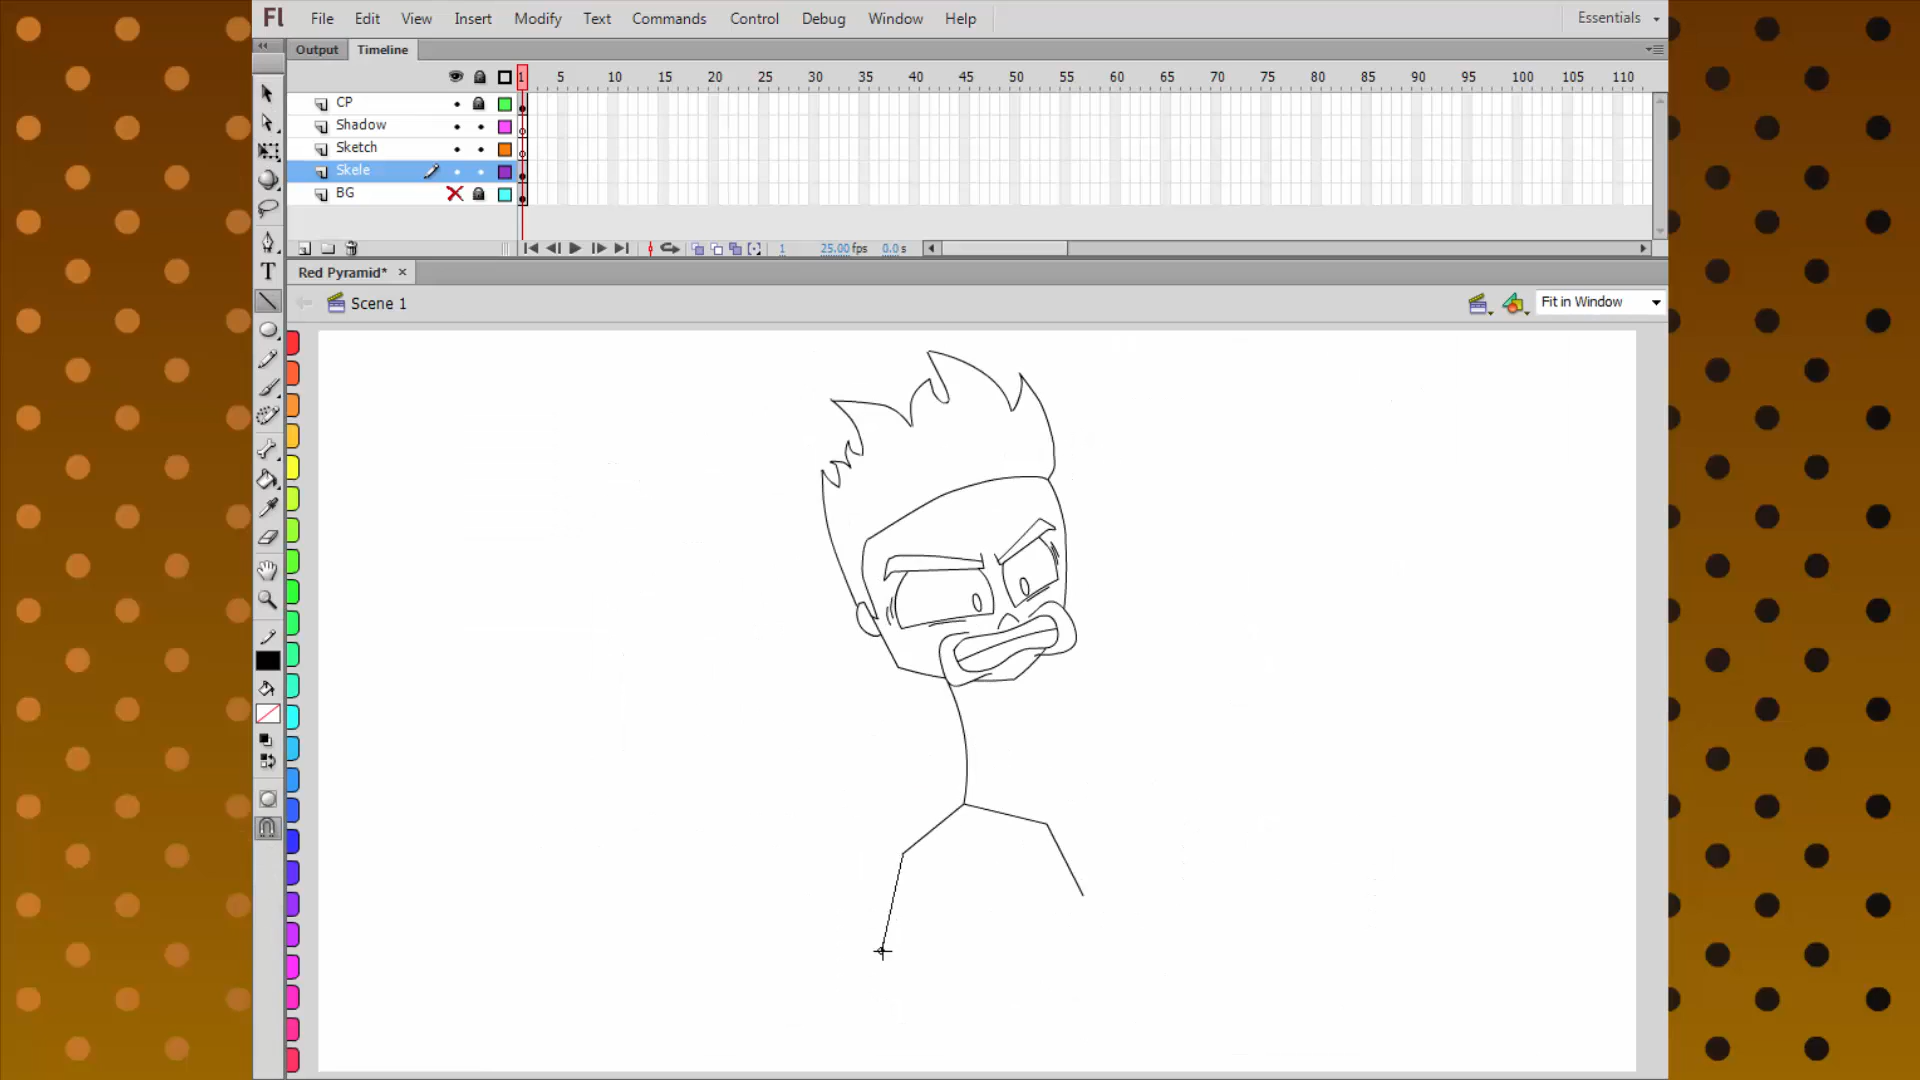 Fl File Edit View Insert Modify Text Commands Control Debug Window Help Essentials
Output Timeline
1 5 10 15 20 25 30 35 40 45 50 55 60 65 70 75 80 85 90 95 100 105 110
CP
Shadow
Sketch
Skele
BG
1 25.00 fps 0.0 s
Red Pyramid*
Scene 1 Fit in Window
T